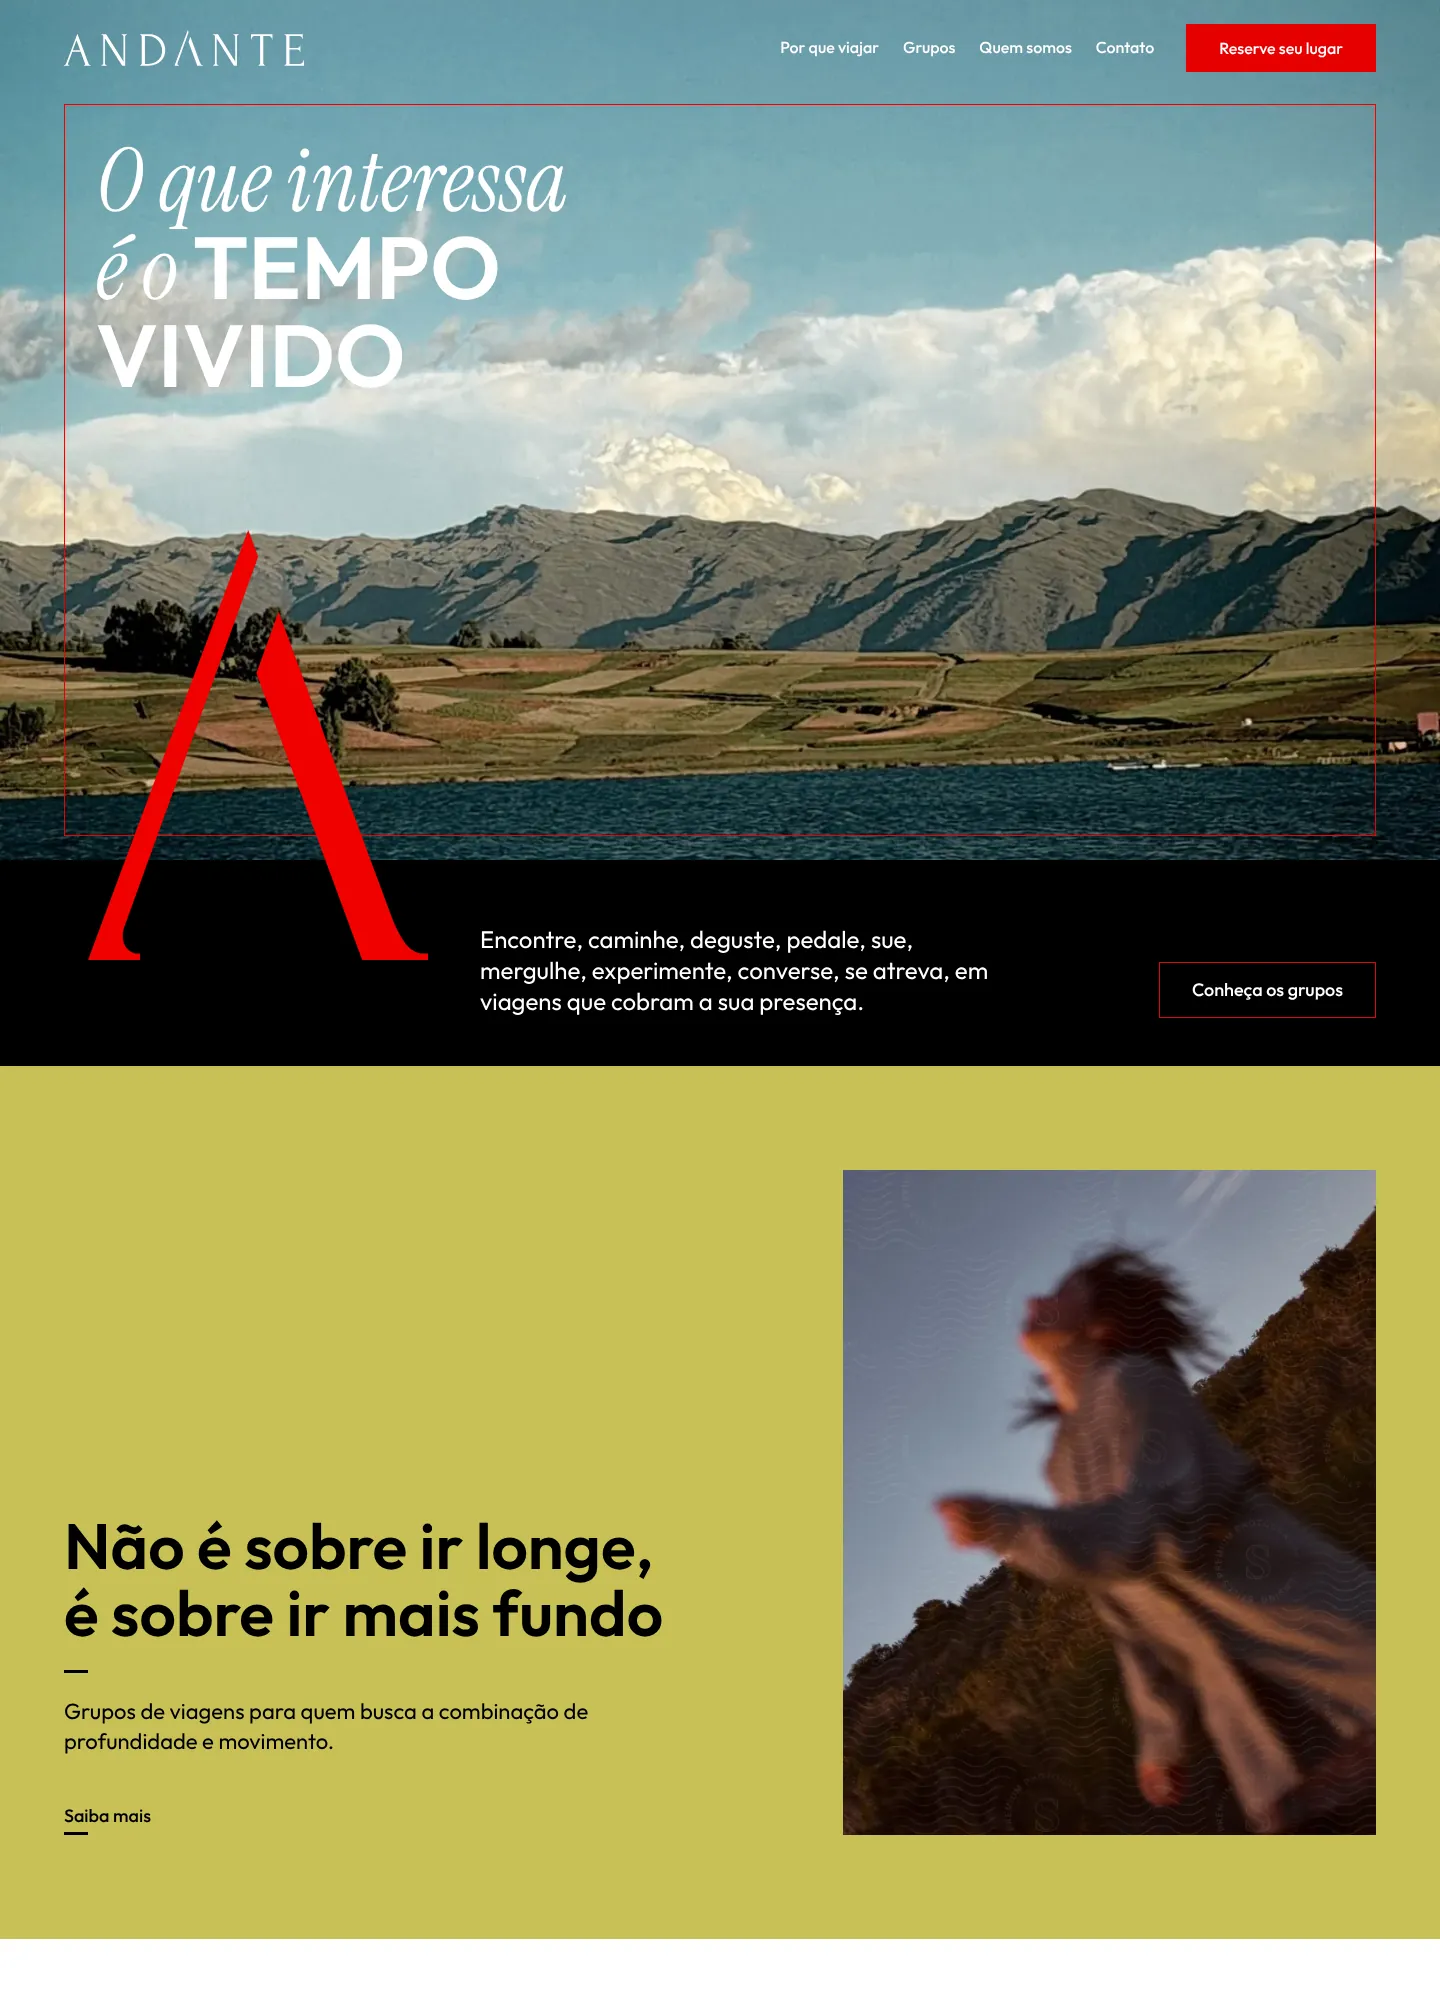 ANDANTE
Por que viajar
Grupos
Quem somos
Contato
Reserve seu lugar
O que interessa
é o TEMPO
VIVIDO
Encontre, caminhe, deguste, pedale, sue,
mergulhe, experimente, converse, se atreva, em
viagens que cobram a sua presença.
Conheça os grupos
Não é sobre ir longe,
é sobre ir mais fundo
Grupos de viagens para quem busca a combinação de
profundidade e movimento.
Saiba mais